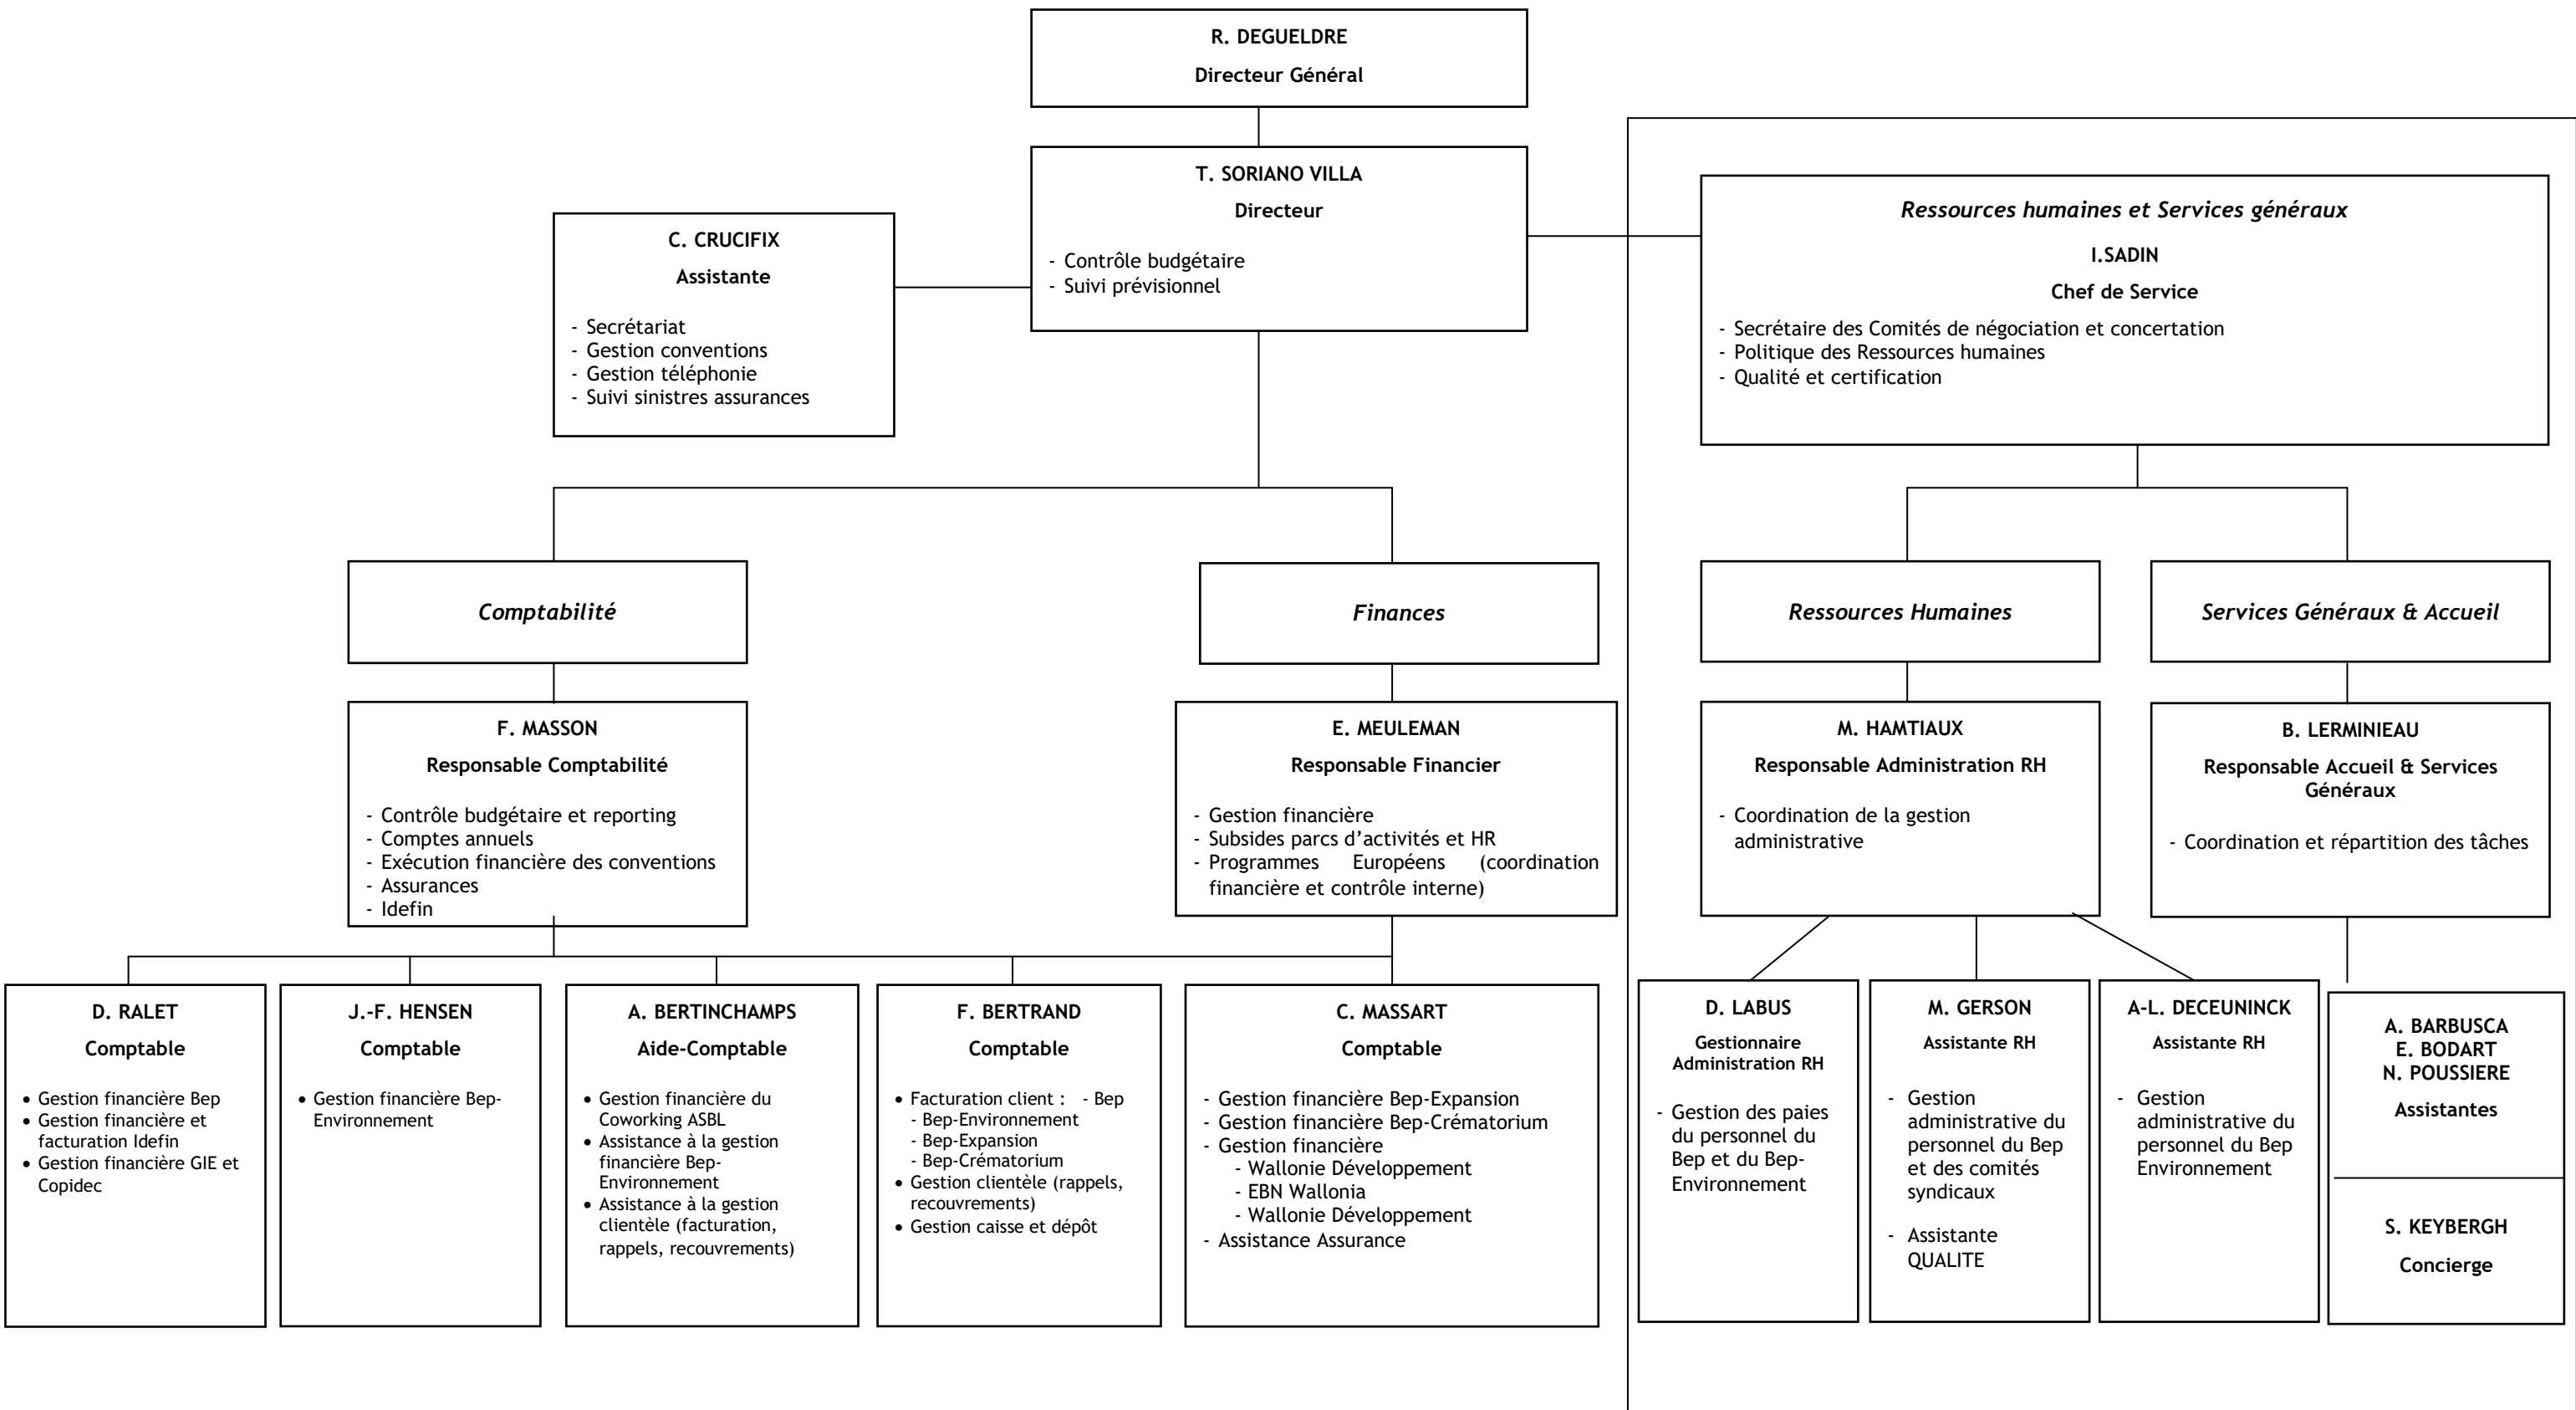 R. DEGUELDRE
Directeur Général
T. SORIANO VILLA
Directeur
- Contrôle budgétaire
- Suivi prévisionnel
C. CRUCIFIX
Assistante
- Secrétariat
- Gestion conventions
- Gestion téléphonie
- Suivi sinistres assurances
Ressources humaines et Services généraux
I.SADIN
Chef de Service
- Secrétaire des Comités de négociation et concertation
- Politique des Ressources humaines
- Qualité et certification
Comptabilité
Finances
Ressources Humaines
Services Généraux & Accueil
F. MASSON
Responsable Comptabilité
- Contrôle budgétaire et reporting
- Comptes annuels
- Exécution financière des conventions
- Assurances
- Idefin
E. MEULEMAN
Responsable Financier
- Gestion financière
- Subsides parcs d’activités et HR
- Programmes Européens (coordination
financière et contrôle interne)
M. HAMTIAUX
Responsable Administration RH
- Coordination de la gestion
administrative
B. LERMINIEAU
Responsable Accueil & Services
Généraux
- Coordination et répartition des tâches
D. RALET
Comptable
• Gestion financière Bep
• Gestion financière et
facturation Idefin
• Gestion financière GIE et
Copidec
J.-F. HENSEN
Comptable
• Gestion financière Bep-
Environnement
A. BERTINCHAMPS
Aide-Comptable
• Gestion financière du
Coworking ASBL
• Assistance à la gestion
financière Bep-
Environnement
• Assistance à la gestion
clientèle (facturation,
rappels, recouvrements)
F. BERTRAND
Comptable
• Facturation client : - Bep
- Bep-Environnement
- Bep-Expansion
- Bep-Crématorium
• Gestion clientèle (rappels,
recouvrements)
• Gestion caisse et dépôt
C. MASSART
Comptable
- Gestion financière Bep-Expansion
- Gestion financière Bep-Crématorium
- Gestion financière
- Wallonie Développement
- EBN Wallonia
- Wallonie Développement
- Assistance Assurance
D. LABUS
Gestionnaire
Administration RH
- Gestion des paies
du personnel du
Bep et du Bep-
Environnement
M. GERSON
Assistante RH
- Gestion
administrative du
personnel du Bep
et des comités
syndicaux
- Assistante
QUALITE
A-L. DECEUNINCK
Assistante RH
- Gestion
administrative du
personnel du Bep
Environnement
A. BARBUSCA
E. BODART
N. POUSSIERE
Assistantes
S. KEYBERGH
Concierge